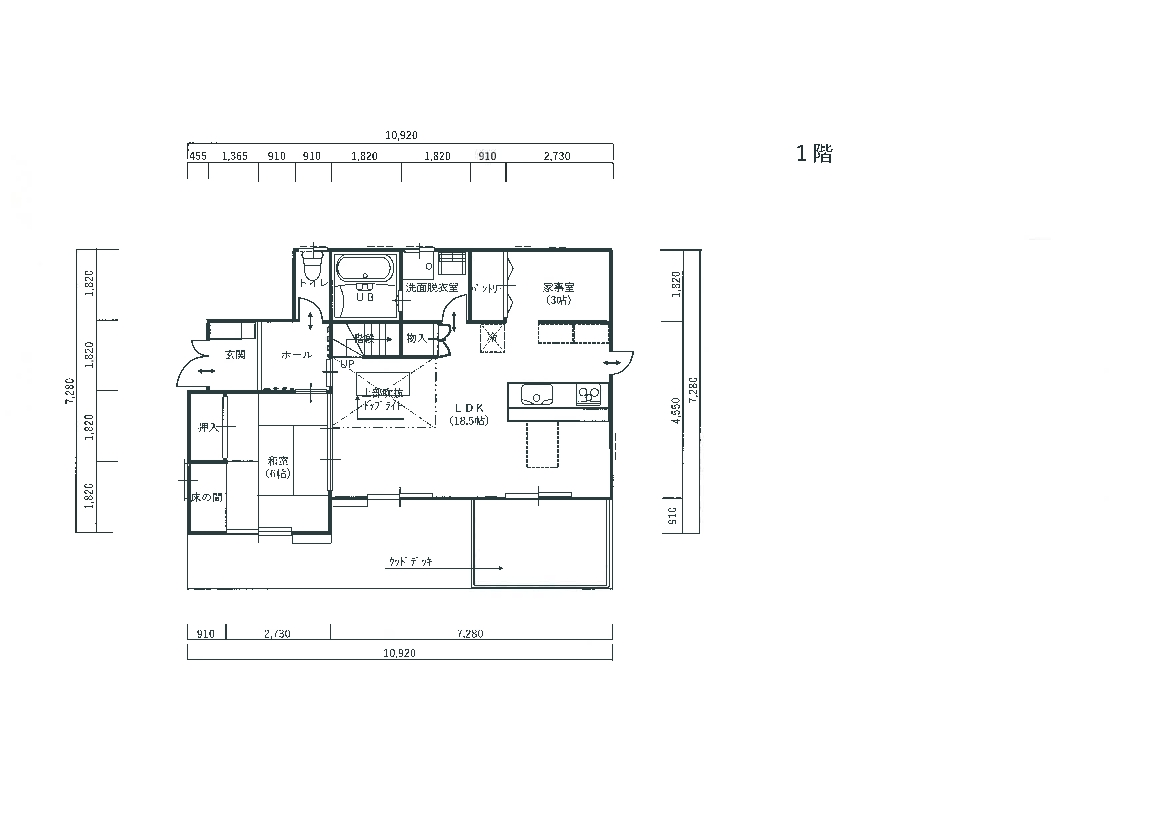 10,920
455 1,365 910 910 1,820 1,820 910 2,730
1階
トイレ
UB
洗面脱衣室
パントリー
家事室
(3帖)
玄関
ホール
階段
物入
冷
UP
上部吹抜
トップライト
LDK
(18.5帖)
押入
和室
(6帖)
床の間
ウッドデッキ
7,280
1,820
1,820
1,820
1,820
1,820
4,550
910
7,280
910 2,730 7,280
10,920